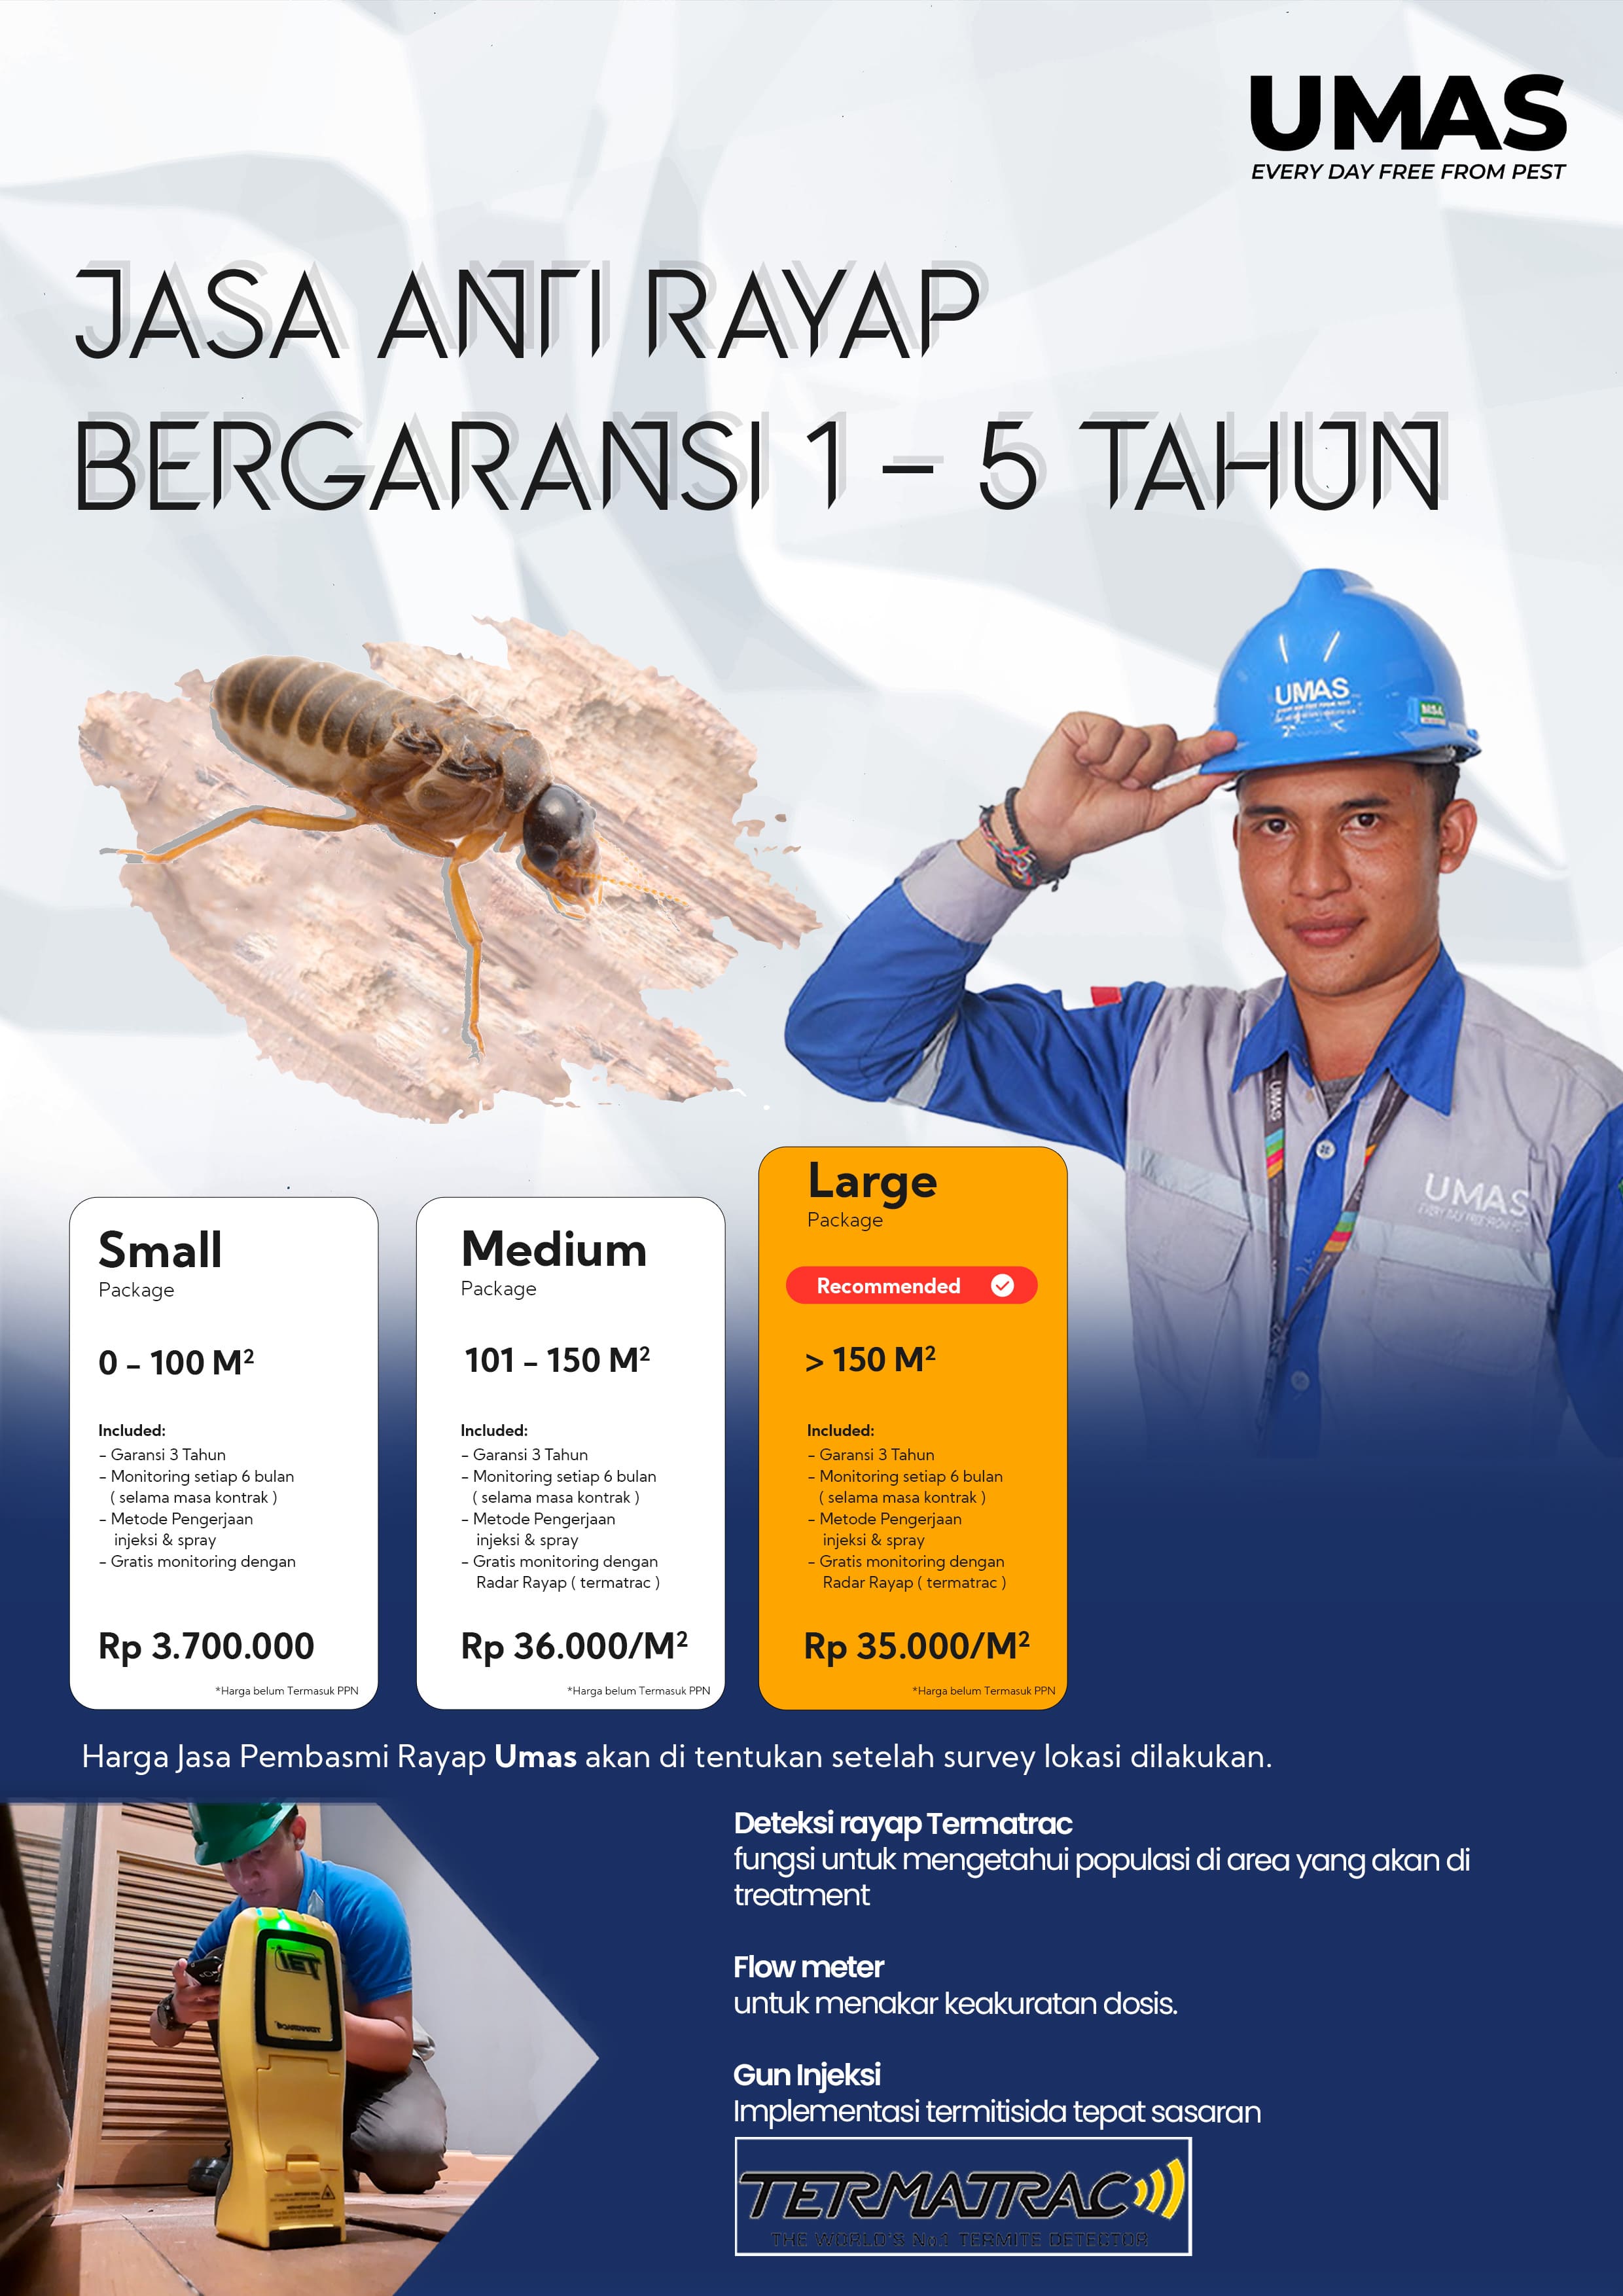 UMAS
EVERY DAY FREE FROM PEST
JASA ANTI RAYAP
BERGARANSI 1 - 5 TAHUN
UMAS
MSA
UMAS
UMAS
EVERY DAY FREE FROM PEST
Small
Package
0 - 100 M²
Included:
- Garansi 3 Tahun
- Monitoring setiap 6 bulan
( selama masa kontrak )
- Metode Pengerjaan
injeksi & spray
- Gratis monitoring dengan
Rp 3.700.000
*Harga belum Termasuk PPN
Medium
Package
101 - 150 M²
Included:
- Garansi 3 Tahun
- Monitoring setiap 6 bulan
( selama masa kontrak )
- Metode Pengerjaan
injeksi & spray
- Gratis monitoring dengan
Radar Rayap ( termatrac )
Rp 36.000/M²
*Harga belum Termasuk PPN
Large
Package
Recommended
> 150 M²
Included:
- Garansi 3 Tahun
- Monitoring setiap 6 bulan
( selama masa kontrak )
- Metode Pengerjaan
injeksi & spray
- Gratis monitoring dengan
Radar Rayap ( termatrac )
Rp 35.000/M²
*Harga belum Termasuk PPN
Harga Jasa Pembasmi Rayap Umas akan di tentukan setelah survey lokasi dilakukan.
Deteksi rayap Termatrac
fungsi untuk mengetahui populasi di area yang akan di
treatment
Flow meter
untuk menakar keakuratan dosis.
Gun Injeksi
Implementasi termitisida tepat sasaran
TERMATRAC
THE WORLD'S No.1 TERMITE DETECTOR